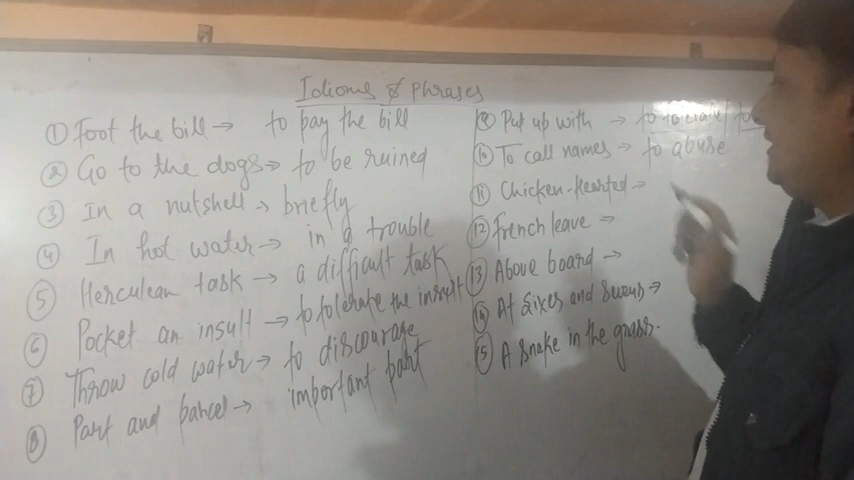 Idioms & Phrases
① Foot the bill → to pay the bill
② Go to the dogs → to be ruined
③ In a nutshell → briefly
④ In hot water → in a trouble
⑤ Herculean task → a difficult task
⑥ Pocket an insult → to tolerate the insult
⑦ Throw cold water → to discourage
⑧ Part and parcel → important part
⑨ Put up with → to tolerate
⑩ To call names → to abuse
⑪ Chicken-Hearted →
⑫ French leave →
⑬ Above board →
⑭ At sixes and sevens →
⑮ A snake in the grass.